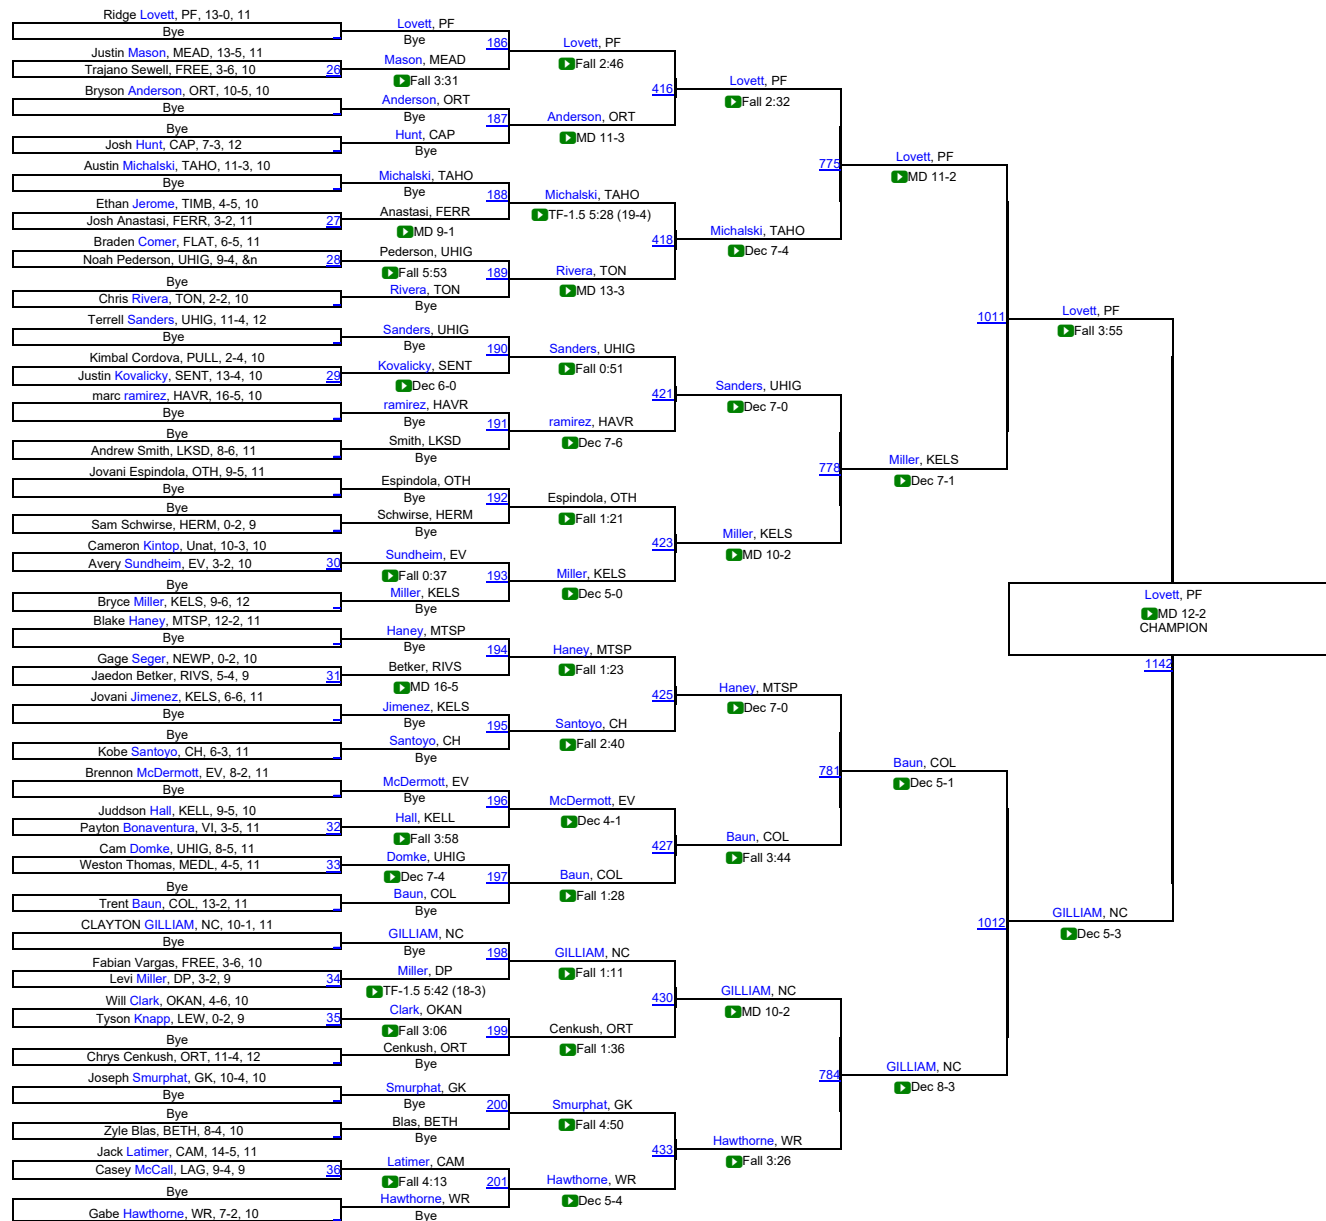 Ridge Lovett, PF, 13-0, 11
Bye
Justin Mason, MEAD, 13-5, 11
Trajano Sewell, FREE, 3-6, 10
26
Bryson Anderson, ORT, 10-5, 10
Bye
Bye
Josh Hunt, CAP, 7-3, 12
Austin Michalski, TAHO, 11-3, 10
Bye
Ethan Jerome, TIMB, 4-5, 10
Josh Anastasi, FERR, 3-2, 11
27
Braden Comer, FLAT, 6-5, 11
Noah Pederson, UHIG, 9-4, &n
28
Bye
Chris Rivera, TON, 2-2, 10
Terrell Sanders, UHIG, 11-4, 12
Bye
Kimbal Cordova, PULL, 2-4, 10
Justin Kovalicky, SENT, 13-4, 10
29
marc ramirez, HAVR, 16-5, 10
Bye
Bye
Andrew Smith, LKSD, 8-6, 11
Jovani Espindola, OTH, 9-5, 11
Bye
Bye
Sam Schwirse, HERM, 0-2, 9
Cameron Kintop, Unat, 10-3, 10
Avery Sundheim, EV, 3-2, 10
30
Bye
Bryce Miller, KELS, 9-6, 12
Blake Haney, MTSP, 12-2, 11
Bye
Gage Seger, NEWP, 0-2, 10
Jaedon Betker, RIVS, 5-4, 9
31
Jovani Jimenez, KELS, 6-6, 11
Bye
Bye
Kobe Santoyo, CH, 6-3, 11
Brennon McDermott, EV, 8-2, 11
Bye
Juddson Hall, KELL, 9-5, 10
Payton Bonaventura, VI, 3-5, 11
32
Cam Domke, UHIG, 8-5, 11
Weston Thomas, MEDL, 4-5, 11
33
Bye
Trent Baun, COL, 13-2, 11
CLAYTON GILLIAM, NC, 10-1, 11
Bye
Fabian Vargas, FREE, 3-6, 10
Levi Miller, DP, 3-2, 9
34
Will Clark, OKAN, 4-6, 10
Tyson Knapp, LEW, 0-2, 9
35
Bye
Chrys Cenkush, ORT, 11-4, 12
Joseph Smurphat, GK, 10-4, 10
Bye
Bye
Zyle Blas, BETH, 8-4, 10
Jack Latimer, CAM, 14-5, 11
Casey McCall, LAG, 9-4, 9
36
Bye
Gabe Hawthorne, WR, 7-2, 10
Lovett, PF
Bye
186
Mason, MEAD
Fall 3:31
Anderson, ORT
Bye
187
Hunt, CAP
Bye
Michalski, TAHO
Bye
188
Anastasi, FERR
MD 9-1
Pederson, UHIG
Fall 5:53
189
Rivera, TON
Bye
Sanders, UHIG
Bye
190
Kovalicky, SENT
Dec 6-0
ramirez, HAVR
Bye
191
Smith, LKSD
Bye
Espindola, OTH
Bye
192
Schwirse, HERM
Bye
Sundheim, EV
Fall 0:37
193
Miller, KELS
Bye
Haney, MTSP
Bye
194
Betker, RIVS
MD 16-5
Jimenez, KELS
Bye
195
Santoyo, CH
Bye
McDermott, EV
Bye
196
Hall, KELL
Fall 3:58
Domke, UHIG
Dec 7-4
197
Baun, COL
Bye
GILLIAM, NC
Bye
198
Miller, DP
TF-1.5 5:42 (18-3)
Clark, OKAN
Fall 3:06
199
Cenkush, ORT
Bye
Smurphat, GK
Bye
200
Blas, BETH
Bye
Latimer, CAM
Fall 4:13
201
Hawthorne, WR
Bye
Lovett, PF
Fall 2:46
416
Anderson, ORT
MD 11-3
Michalski, TAHO
TF-1.5 5:28 (19-4)
418
Rivera, TON
MD 13-3
Sanders, UHIG
Fall 0:51
421
ramirez, HAVR
Dec 7-6
Espindola, OTH
Fall 1:21
423
Miller, KELS
Dec 5-0
Haney, MTSP
Fall 1:23
425
Santoyo, CH
Fall 2:40
McDermott, EV
Dec 4-1
427
Baun, COL
Fall 1:28
GILLIAM, NC
Fall 1:11
430
Cenkush, ORT
Fall 1:36
Smurphat, GK
Fall 4:50
433
Hawthorne, WR
Dec 5-4
Lovett, PF
Fall 2:32
775
Michalski, TAHO
Dec 7-4
Sanders, UHIG
Dec 7-0
778
Miller, KELS
MD 10-2
Haney, MTSP
Dec 7-0
781
Baun, COL
Fall 3:44
GILLIAM, NC
MD 10-2
784
Hawthorne, WR
Fall 3:26
Lovett, PF
MD 11-2
1011
Miller, KELS
Dec 7-1
Baun, COL
Dec 5-1
1012
GILLIAM, NC
Dec 8-3
Lovett, PF
Fall 3:55
GILLIAM, NC
Dec 5-3
Lovett, PF
MD 12-2
CHAMPION
1142